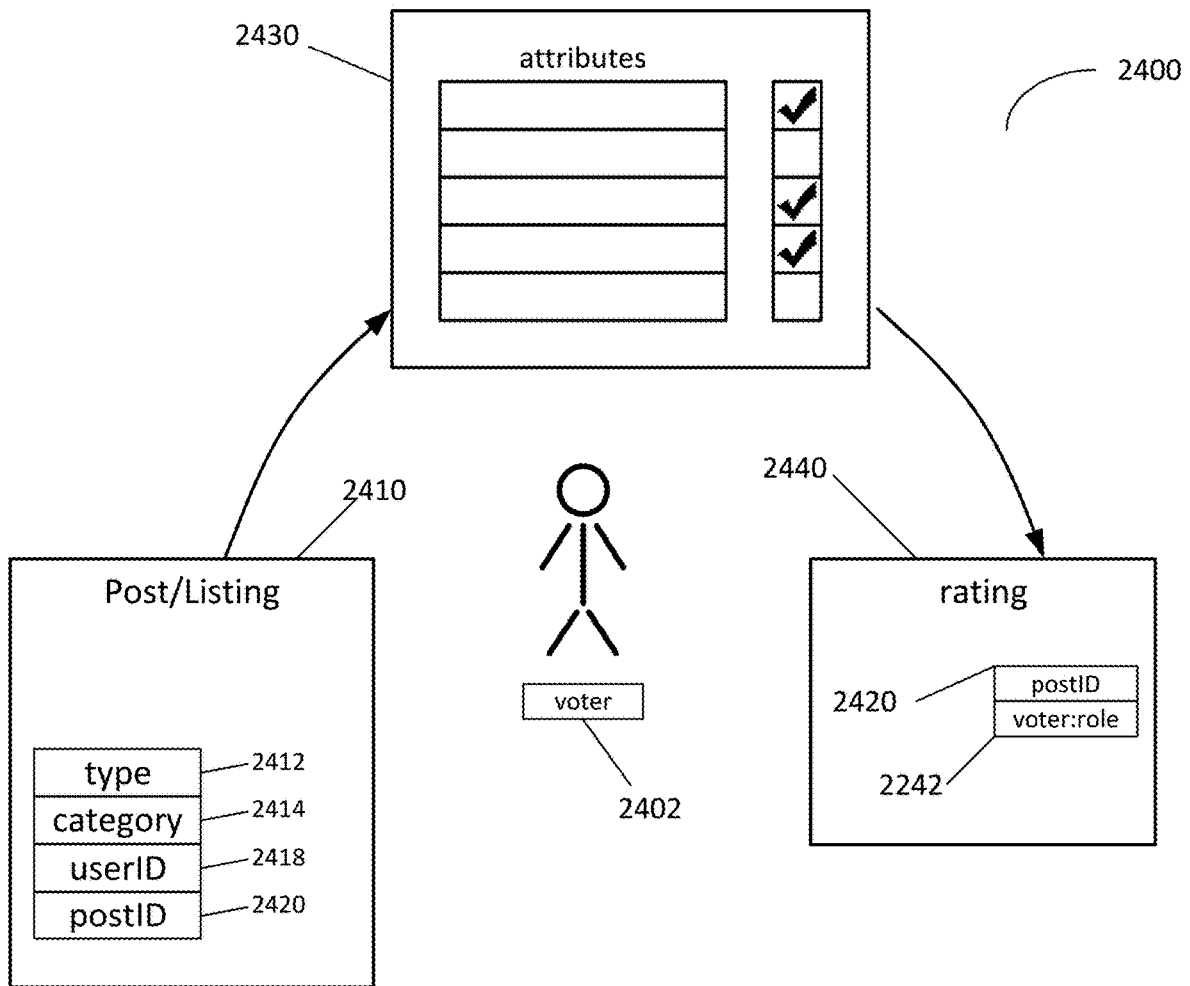 2430
attributes
2400
2410
2440
Post/Listing
rating
type
2412
category
2414
userID
2418
postID
2420
voter
2402
2420
postID
voter:role
2242